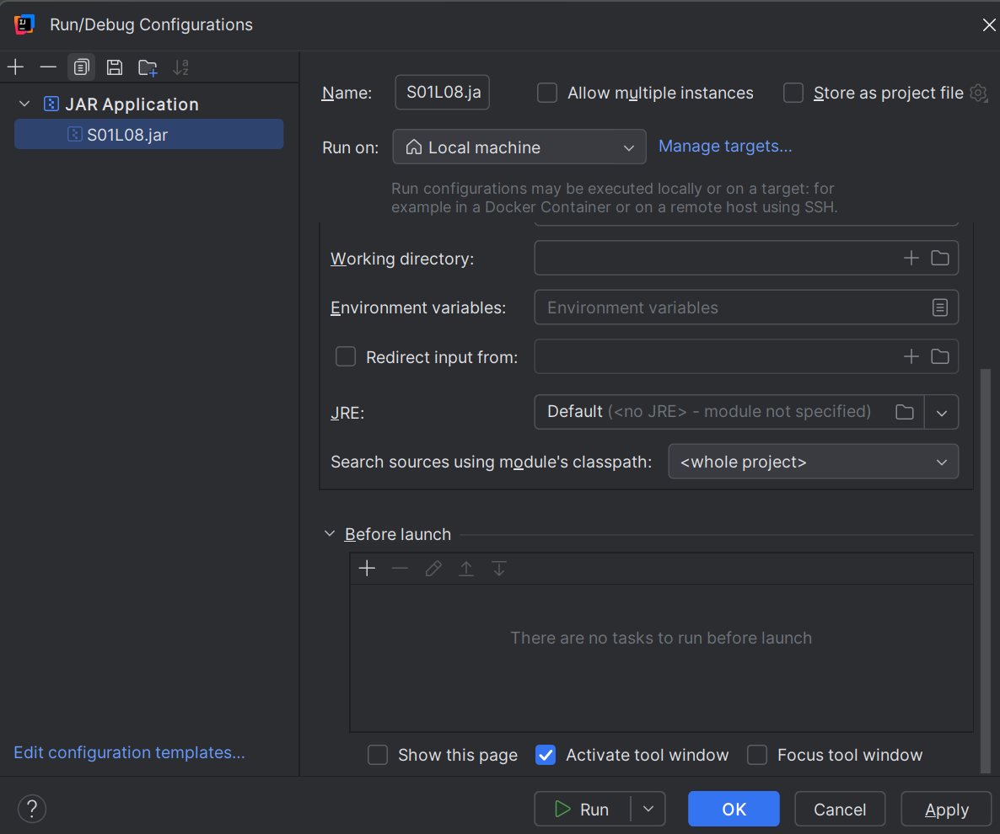 Run/Debug Configurations
JAR Application
S01L08.jar
Edit configuration templates...
Name: S01L08.ja Allow multiple instances Store as project file
Run on: Local machine Manage targets...
Run configurations may be executed locally or on a target: for
example in a Docker Container or on a remote host using SSH.
Working directory:
Environment variables: Environment variables
Redirect input from:
JRE: Default (<no JRE> - module not specified)
Search sources using module's classpath: <whole project>
Before launch
There are no tasks to run before launch
Show this page Activate tool window Focus tool window
? Run OK Cancel Apply